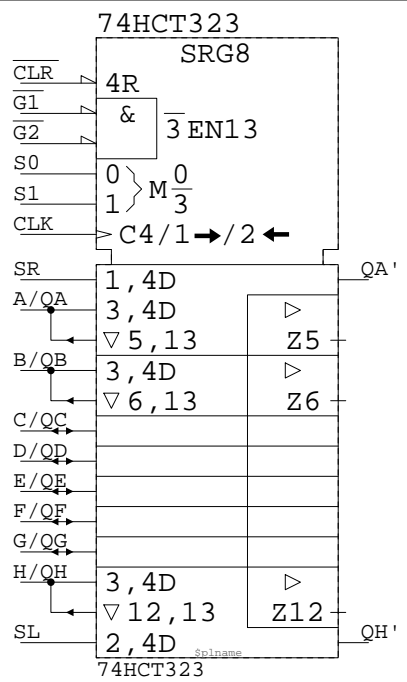 74HCT323
SRG8
CLR
4R
G1
&
3EN13
G2
S0
0
M 0/3
S1
1
CLK
C4/1→/2←
SR
1,4D
QA'
A/QA
3,4D
▷
▽5,13
Z5
B/QB
3,4D
▷
▽6,13
Z6
C/QC
D/QD
E/QE
F/QF
G/QG
H/QH
3,4D
▷
▽12,13
Z12
SL
2,4D
QH'
$plname
74HCT323